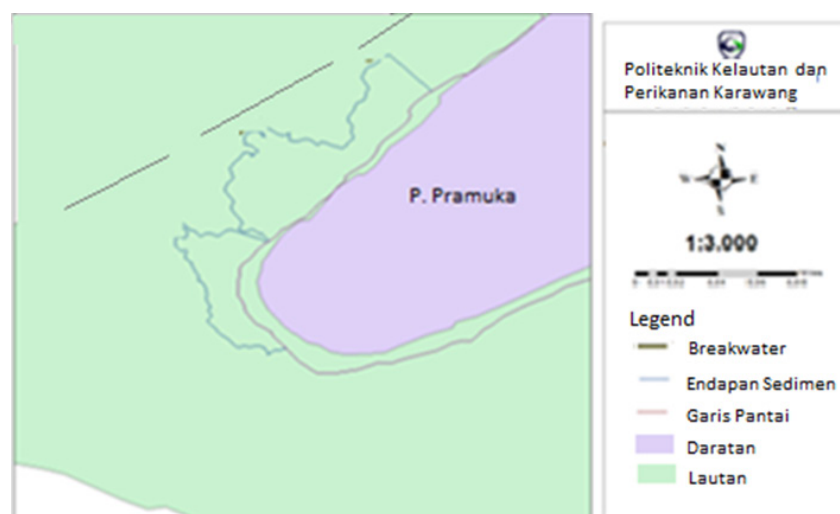 P. Pramuka
Politeknik Kelautan dan
Perikanan Karawang
N
W E
S
1:3.000
Legend
Breakwater
Endapan Sedimen
Garis Pantai
Daratan
Lautan